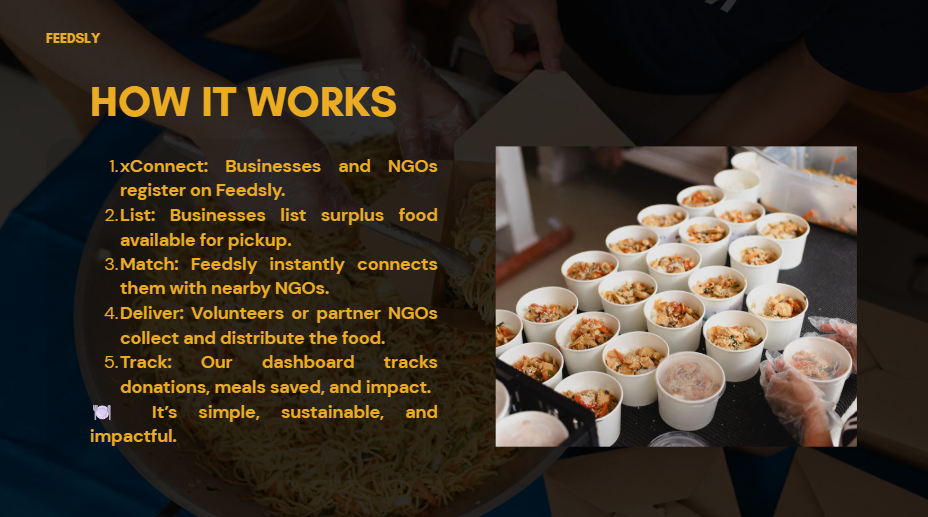 FEEDSLY
HOW IT WORKS
1. xConnect: Businesses and NGOs
register on Feedsly.
2. List: Businesses list surplus food
available for pickup.
3. Match: Feedsly instantly connects
them with nearby NGOs.
4. Deliver: Volunteers or partner NGOs
collect and distribute the food.
5. Track: Our dashboard tracks
donations, meals saved, and impact.
🍽 It’s simple, sustainable, and
impactful.